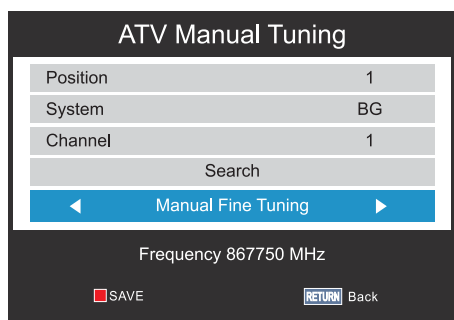 ATV Manual Tuning
Position 1
System BG
Channel 1
Search
Manual Fine Tuning
Frequency 867750 MHz
SAVE RETURN Back